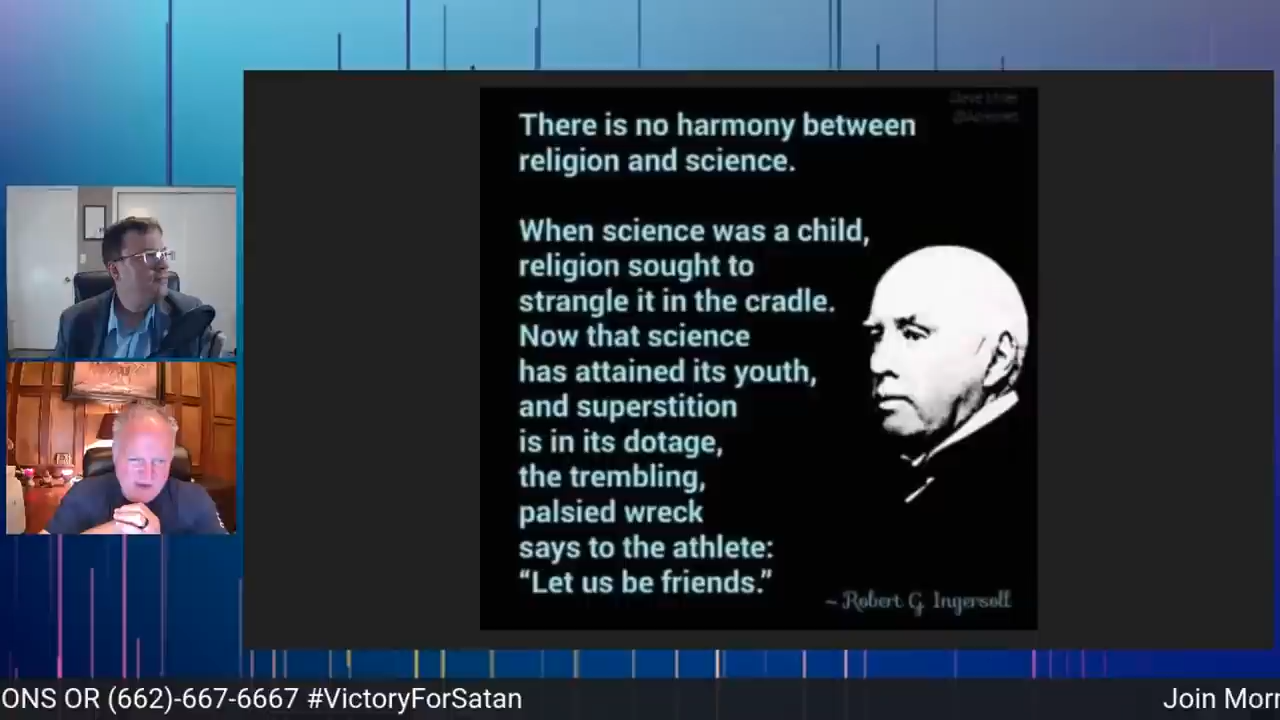 There is no harmony between
religion and science.
When science was a child,
religion sought to
strangle it in the cradle.
Now that science
has attained its youth,
and superstition
is in its dotage,
the trembling,
palsied wreck
says to the athlete:
“Let us be friends.”
~ Robert G. Ingersoll
ONS OR (662)-667-6667 #VictoryForSatan
Join Morr